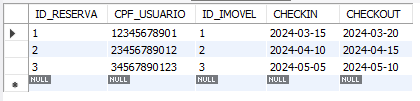 ID_RESERVA CPF_USUARIO ID_IMOVEL CHECKIN CHECKOUT
1 12345678901 1 2024-03-15 2024-03-20
2 23456789012 2 2024-04-10 2024-04-15
3 34567890123 3 2024-05-05 2024-05-10
NULL NULL NULL NULL NULL